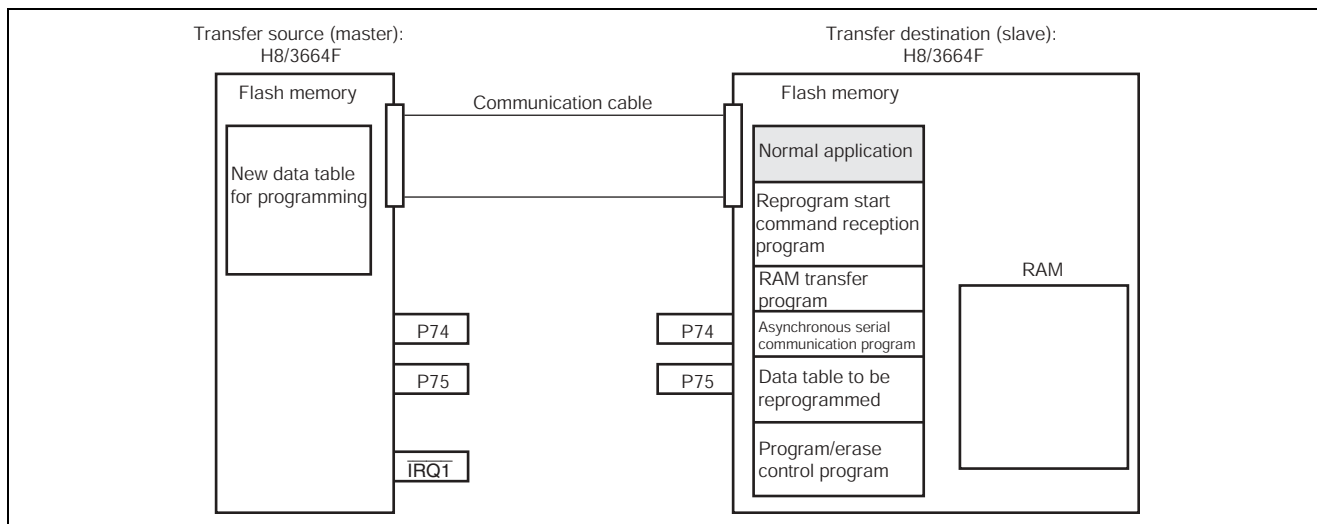 Transfer source (master):
H8/3664F
Transfer destination (slave):
H8/3664F
Flash memory
New data table
for programming
Communication cable
P74
P75
IRQ1
P74
P75
Flash memory
Normal application
Reprogram start
command reception
program
RAM transfer
program
Asynchronous serial
communication program
Data table to be
reprogrammed
Program/erase
control program
RAM